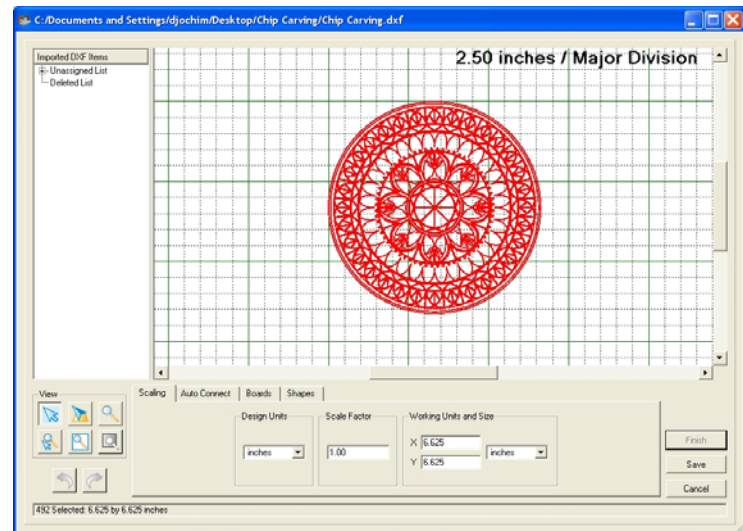 C:/Documents and Settings/djochim/Desktop/Chip Carving/Chip Carving.dxf
Imported DXF Items
Unassigned List
Deleted List
2.50 inches / Major Division
View
Scaling
Auto Connect
Boards
Shapes
Design Units
inches
Scale Factor
1.00
Working Units and Size
X 6.625
inches
Y 6.625
Finish
Save
Cancel
492 Selected: 6.625 by 6.625 inches